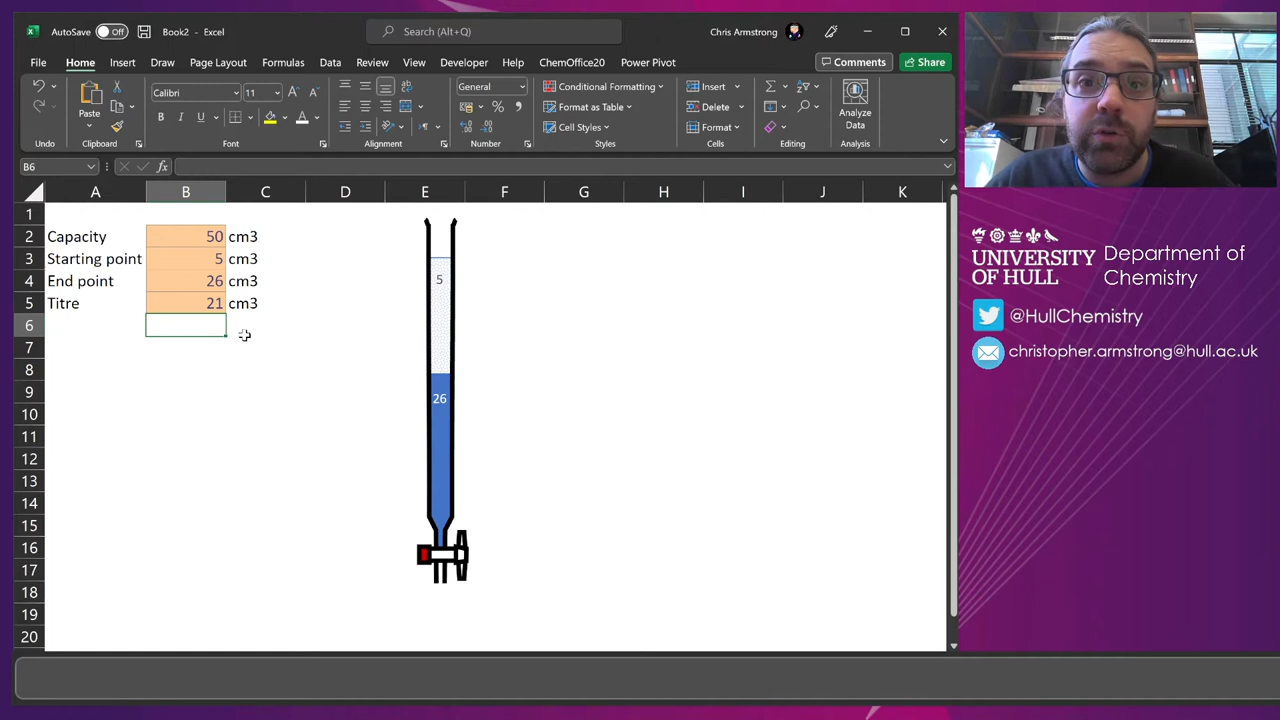 AutoSave Off Book2 - Excel Search (Alt+Q) Chris Armstrong
File Home Insert Draw Page Layout Formulas Data Review View Developer Help ChemOffice20 Power Pivot Comments Share
Paste Calibri 11 General Conditional Formatting Insert Analyze Data
B I U Format as Table Delete
Cell Styles Format
Undo Clipboard Font Alignment Number Styles Cells Editing Analysis
B6 fx
A B C D E F G H I J K
1
2 Capacity 50 cm3
3 Starting point 5 cm3
4 End point 26 cm3 5
5 Titre 21 cm3
6
7
8
9 26
10
11
12
13
14
15
16
17
18
19
20
UNIVERSITY OF HULL
Department of Chemistry
@HullChemistry
christopher.armstrong@hull.ac.uk